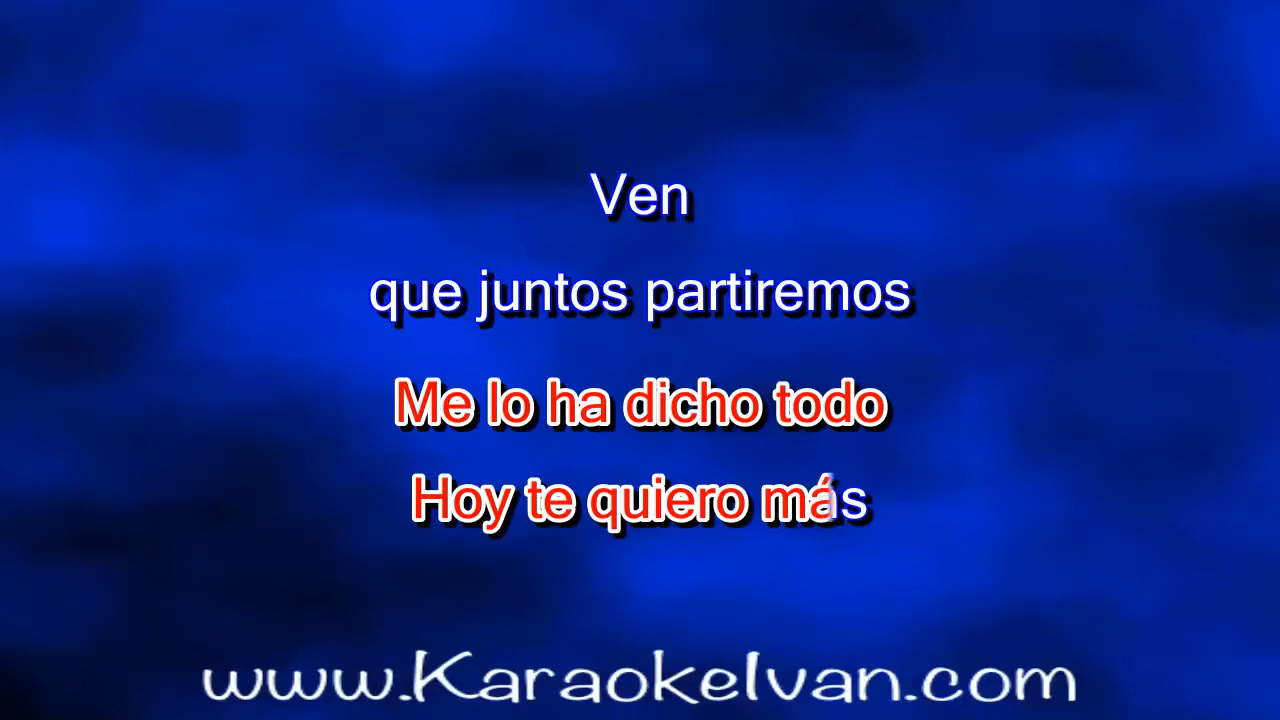 Ven
que juntos partiremos
Me lo ha dicho todo
Hoy te quiero más
www.KaraokeIvan.com